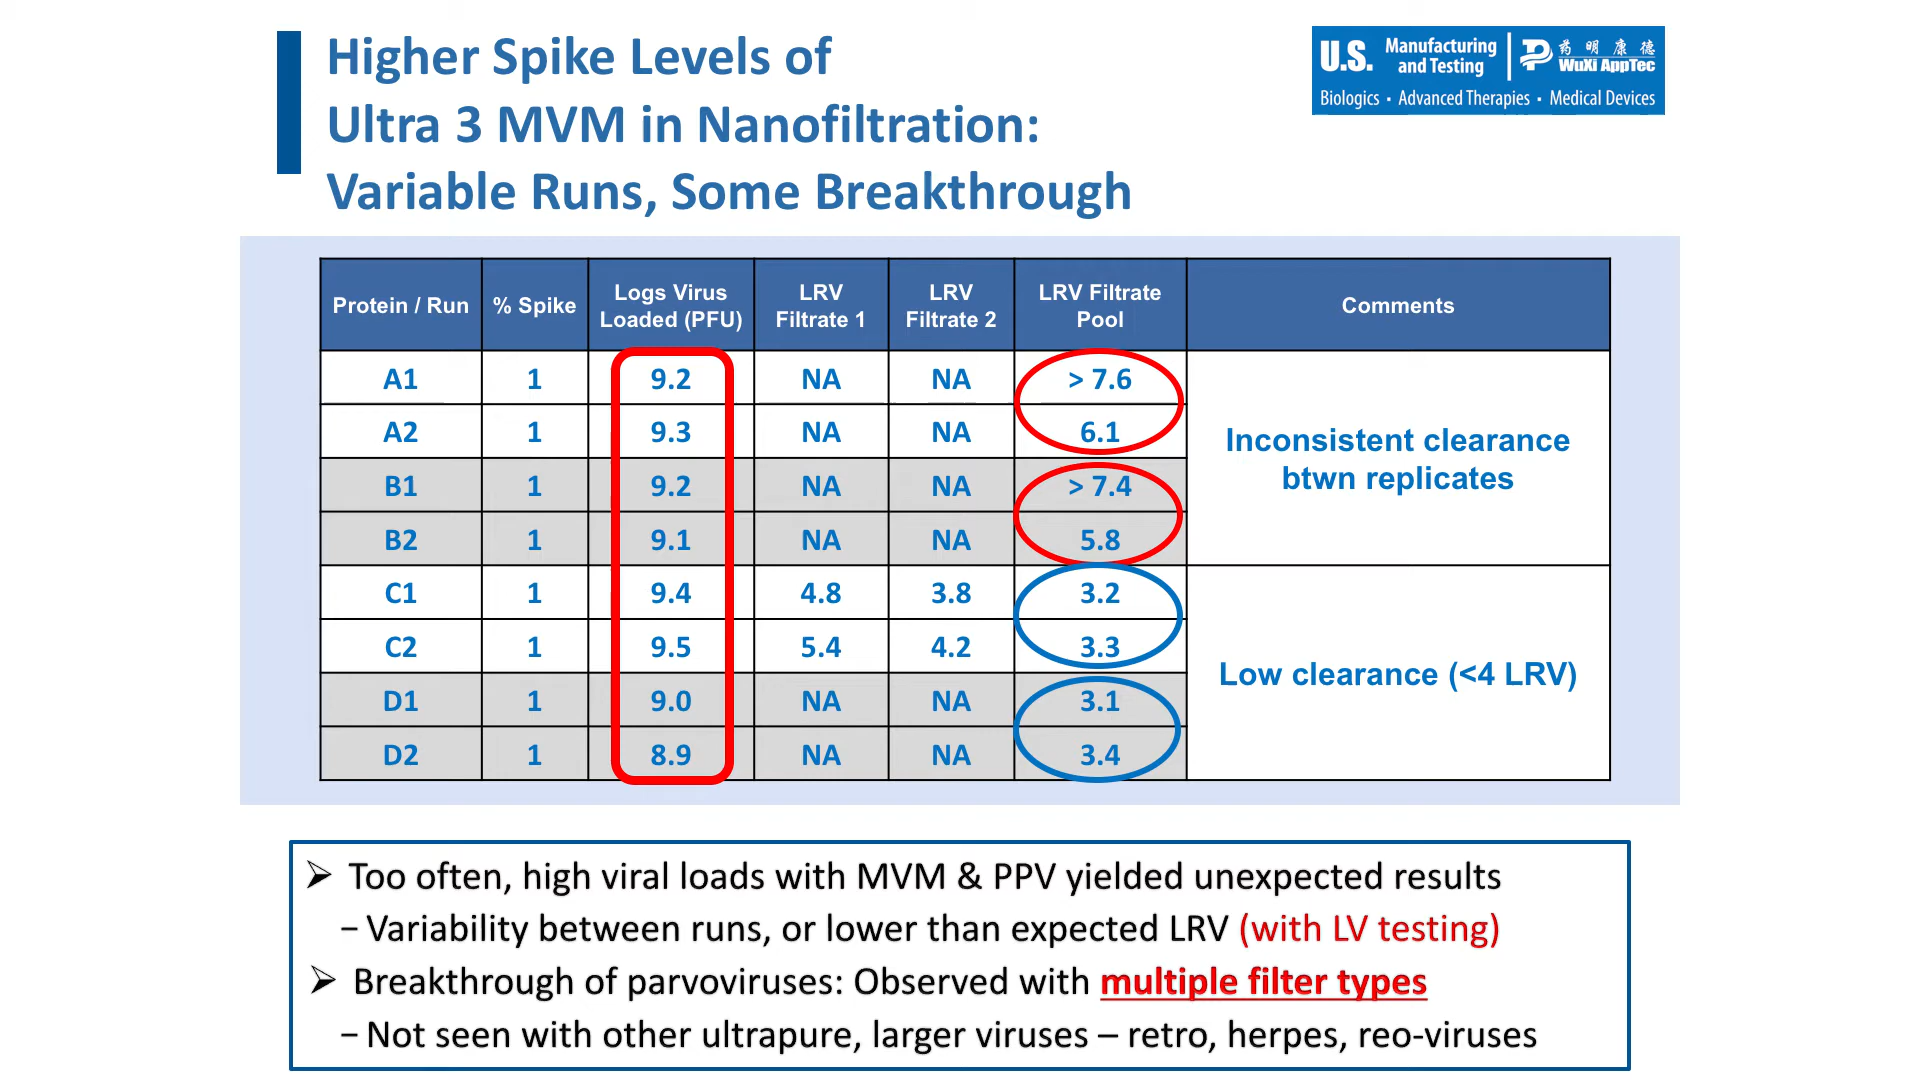 Higher Spike Levels of
Ultra 3 MVM in Nanofiltration:
Variable Runs, Some Breakthrough
U.S. Manufacturing and Testing
药明康德
WuXi AppTec
Biologics • Advanced Therapies • Medical Devices
Protein / Run % Spike Logs Virus Loaded (PFU) LRV Filtrate 1 LRV Filtrate 2 LRV Filtrate Pool Comments
A1 1 9.2 NA NA > 7.6
A2 1 9.3 NA NA 6.1
Inconsistent clearance
btwn replicates
B1 1 9.2 NA NA > 7.4
B2 1 9.1 NA NA 5.8
C1 1 9.4 4.8 3.8 3.2
C2 1 9.5 5.4 4.2 3.3
Low clearance (<4 LRV)
D1 1 9.0 NA NA 3.1
D2 1 8.9 NA NA 3.4
➢ Too often, high viral loads with MVM & PPV yielded unexpected results
– Variability between runs, or lower than expected LRV (with LV testing)
➢ Breakthrough of parvoviruses: Observed with multiple filter types
– Not seen with other ultrapure, larger viruses – retro, herpes, reo-viruses